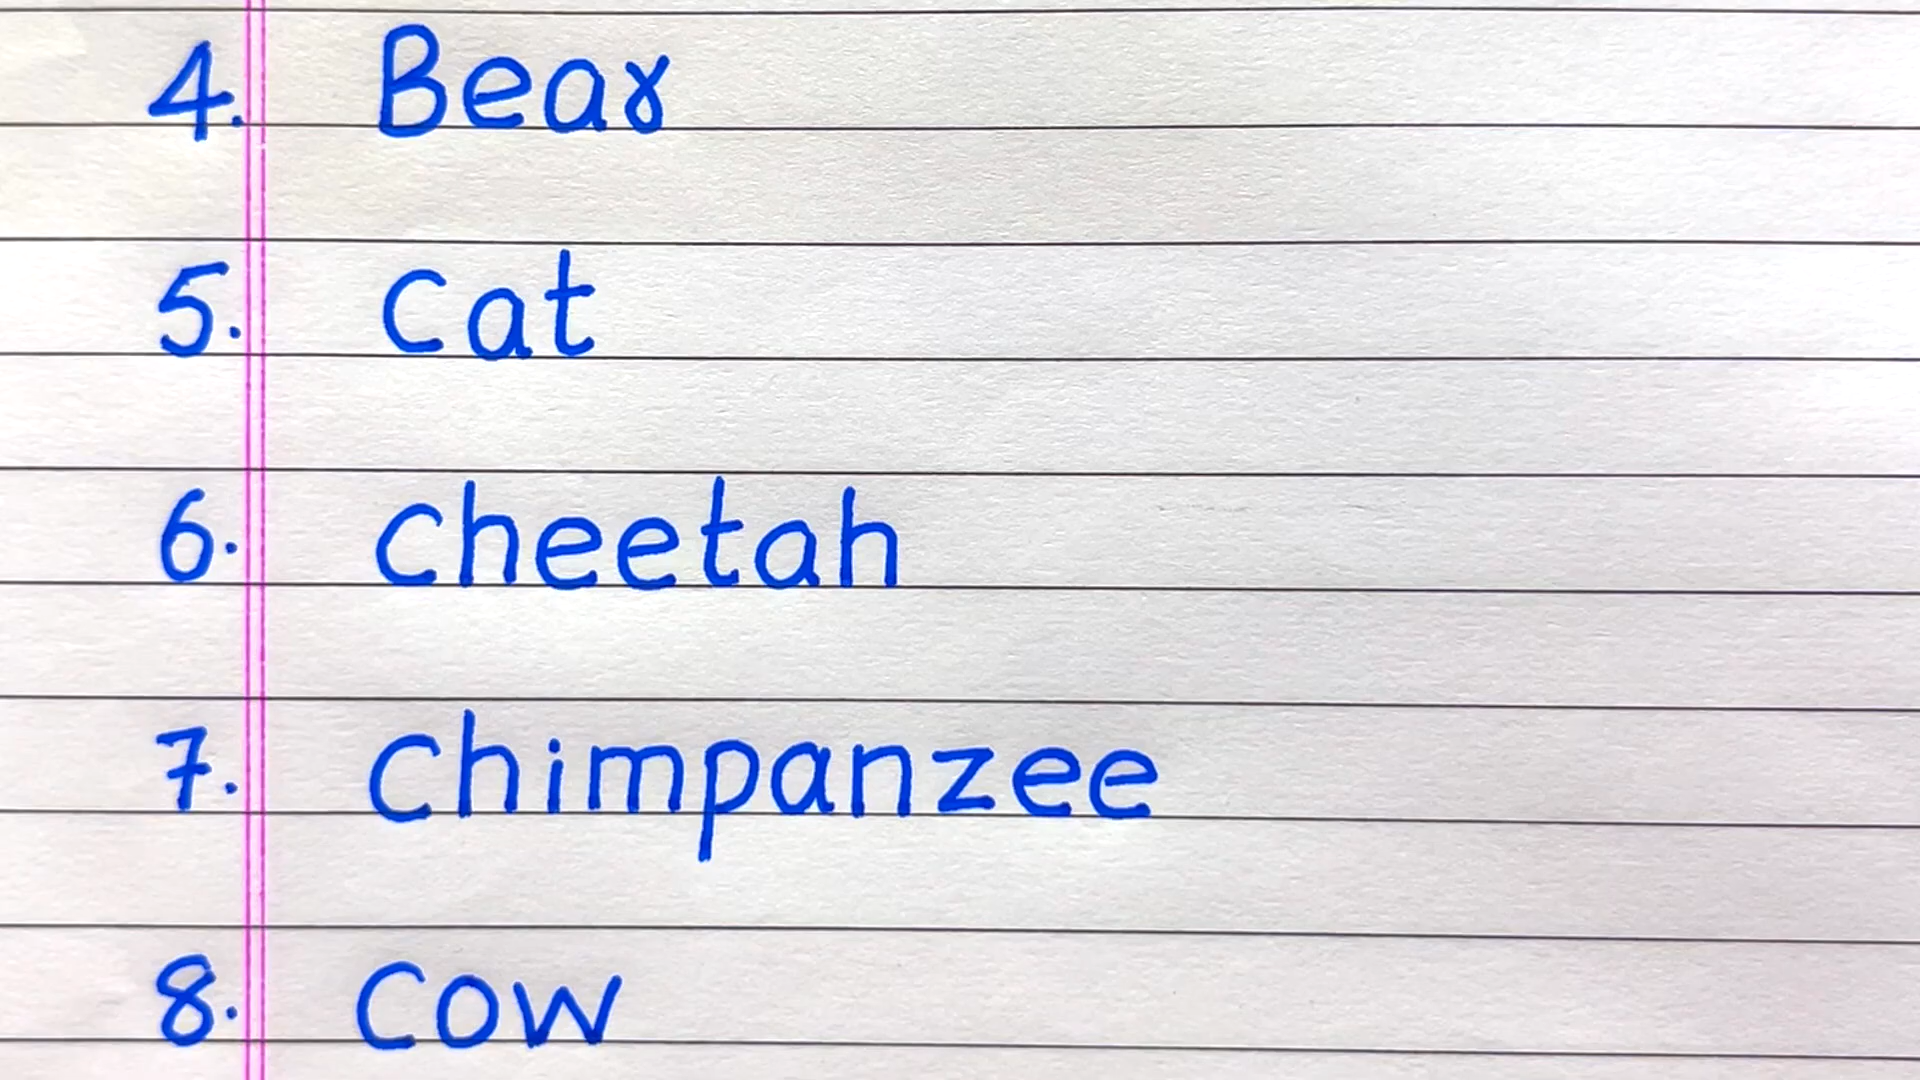 4. Bear
5. Cat
6. Cheetah
7. Chimpanzee
8. Cow